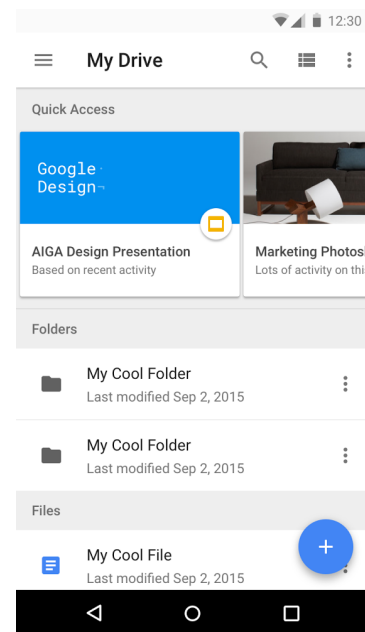 12:30
My Drive
Quick Access
Google
Design
AIGA Design Presentation
Based on recent activity
Marketing Photos
Lots of activity on thi
Folders
My Cool Folder
Last modified Sep 2, 2015
My Cool Folder
Last modified Sep 2, 2015
Files
My Cool File
Last modified Sep 2, 2015